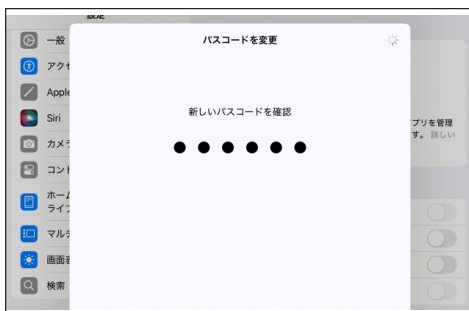 設定
一般
パスコードを変更
アクセ
Apple
Siri
新しいパスコードを確認
プリを管理
す。詳しい
カメラ
コント
ホーム
ライブ
マルチ
画面表
検索